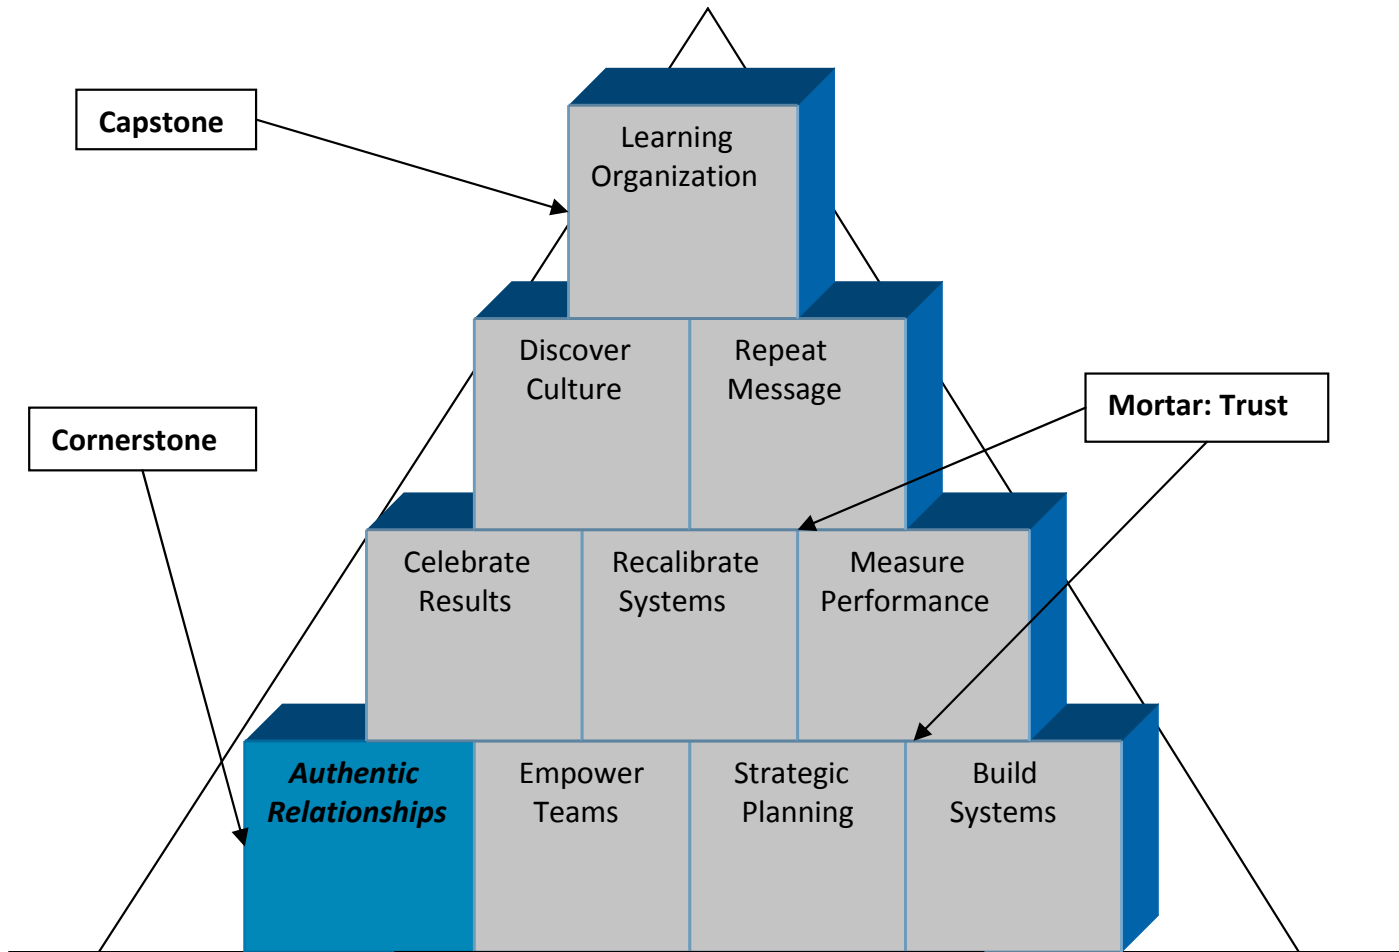 Capstone
Learning
Organization
Discover
Culture
Repeat
Message
Mortar: Trust
Cornerstone
Celebrate
Results
Recalibrate
Systems
Measure
Performance
Authentic
Relationships
Empower
Teams
Strategic
Planning
Build
Systems